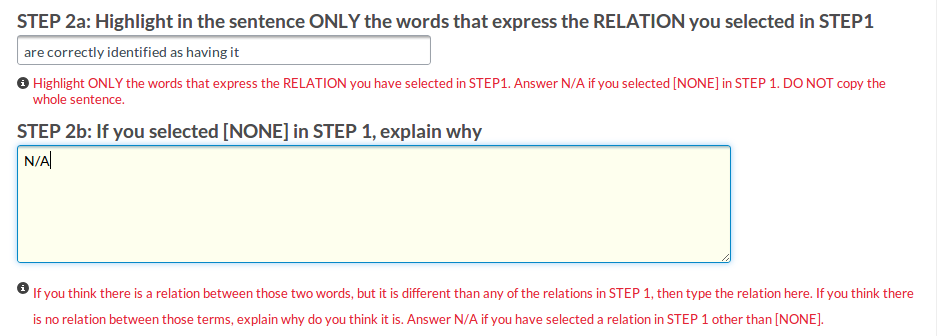 STEP 2a: Highlight in the sentence ONLY the words that express the RELATION you selected in STEP1
are correctly identified as having it
Highlight ONLY the words that express the RELATION you have selected in STEP1. Answer N/A if you selected [NONE] in STEP 1. DO NOT copy the
whole sentence.
STEP 2b: If you selected [NONE] in STEP 1, explain why
N/A
If you think there is a relation between those two words, but it is different than any of the relations in STEP 1, then type the relation here. If you think there
is no relation between those terms, explain why do you think it is. Answer N/A if you have selected a relation in STEP 1 other than [NONE].